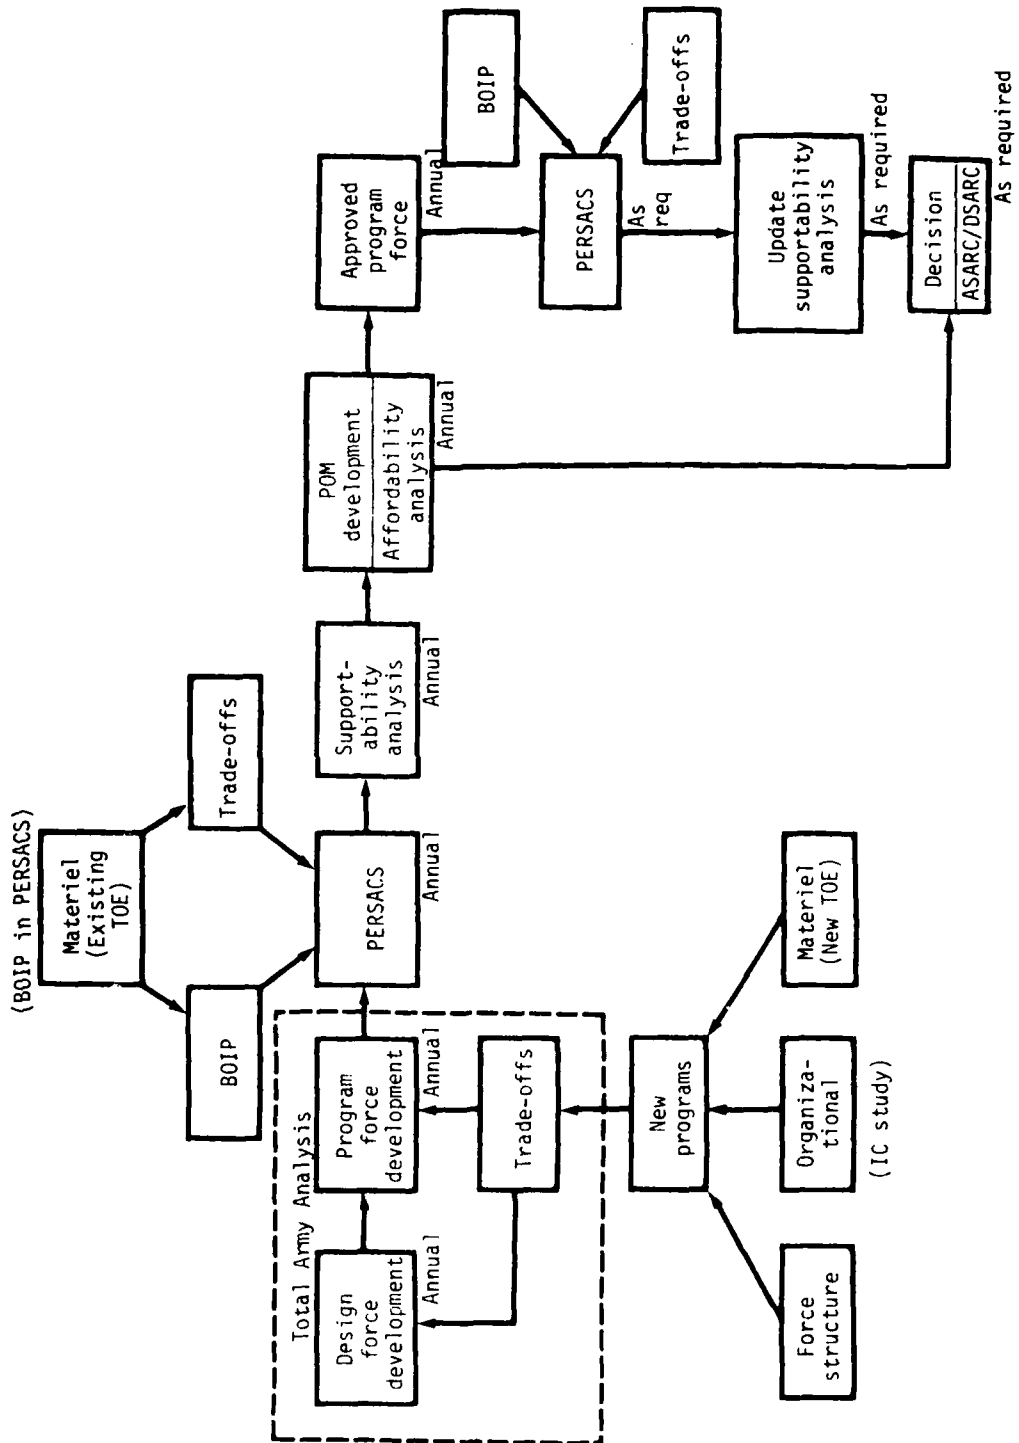 (BOIP in PERSACS)
Materiel
(Existing
TOE)
BOIP
Trade-offs
Total Army Analysis
Design
force
development
Annual
Program
force
development
Annual
Trade-offs
PERSACS
Annual
Support-
ability
analysis
Annual
POM
development
Affordability
analysis
Annual
Approved
program
force
Annual
BOIP
PERSACS
As
req
Trade-offs
Update
supportability
analysis
As required
Decision
ASARC/DSARC
As required
New
programs
Force
structure
Organiza-
tional
(IC study)
Materiel
(New TOE)